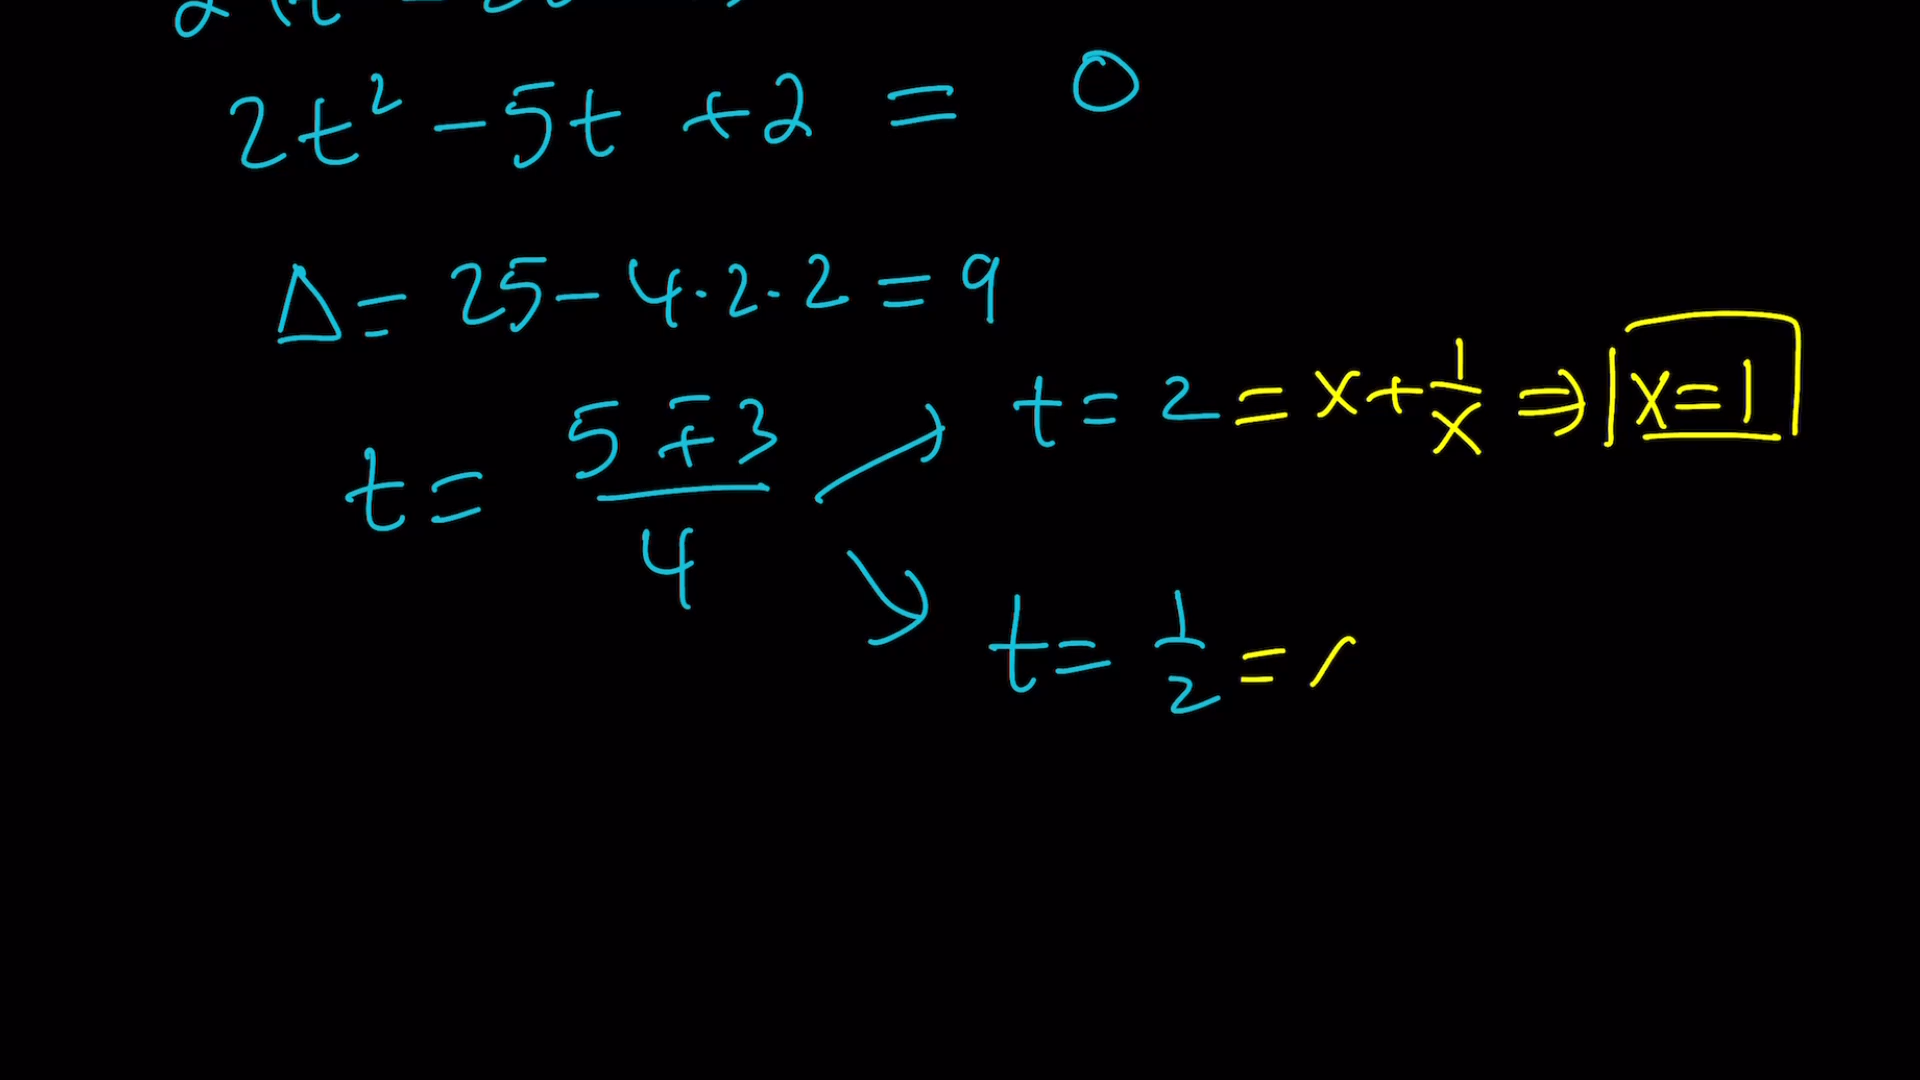 2t² - 5t + 2 = 0
Δ = 25 - 4·2·2 = 9
t = 2 = x + 1/x ⇒ x = 1
t = (5 ∓ 3)/4
t = 1/2 =